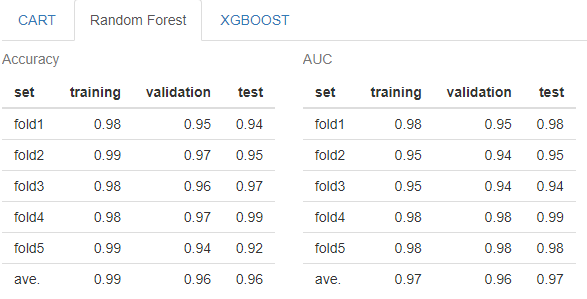 CART Random Forest XGBOOST
Accuracy
set training validation test
fold1 0.98 0.95 0.94
fold2 0.99 0.97 0.95
fold3 0.98 0.96 0.97
fold4 0.98 0.97 0.99
fold5 0.99 0.94 0.92
ave. 0.99 0.96 0.96
AUC
set training validation test
fold1 0.98 0.95 0.98
fold2 0.95 0.94 0.95
fold3 0.95 0.94 0.94
fold4 0.98 0.98 0.99
fold5 0.98 0.98 0.98
ave. 0.97 0.96 0.97